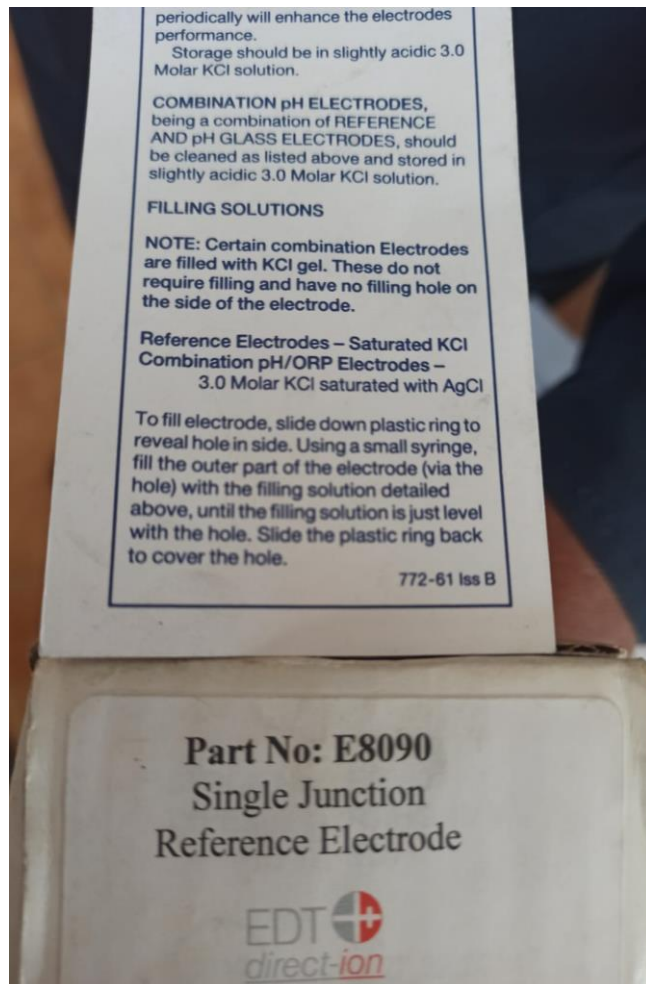 periodically will enhance the electrodes
performance.
Storage should be in slightly acidic 3.0
Molar KCl solution.
COMBINATION pH ELECTRODES,
being a combination of REFERENCE
AND pH GLASS ELECTRODES, should
be cleaned as listed above and stored in
slightly acidic 3.0 Molar KCl solution.
FILLING SOLUTIONS
NOTE: Certain combination Electrodes
are filled with KCl gel. These do not
require filling and have no filling hole on
the side of the electrode.
Reference Electrodes – Saturated KCl
Combination pH/ORP Electrodes –
3.0 Molar KCl saturated with AgCl
To fill electrode, slide down plastic ring to
reveal hole in side. Using a small syringe,
fill the outer part of the electrode (via the
hole) with the filling solution detailed
above, until the filling solution is just level
with the hole. Slide the plastic ring back
to cover the hole.
772-61 Iss B
Part No: E8090
Single Junction
Reference Electrode
EDT
direct-ion